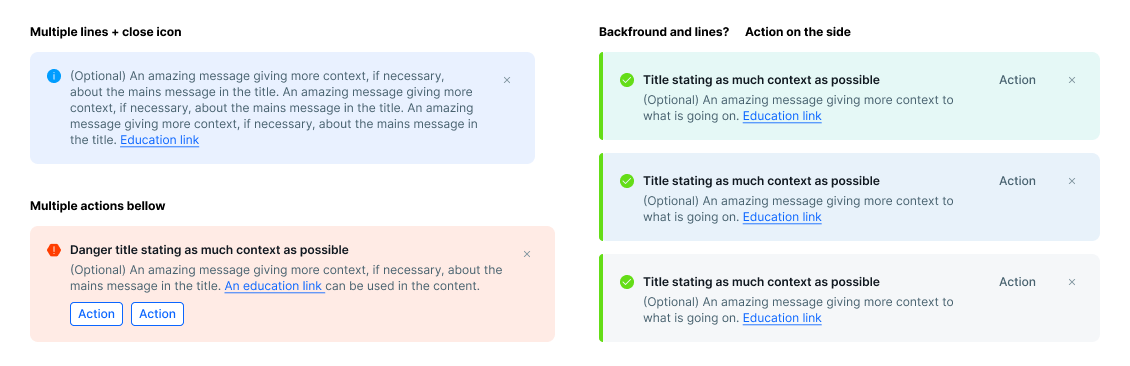 Multiple lines + close icon
(Optional) An amazing message giving more context, if necessary,
about the mains message in the title. An amazing message giving more
context, if necessary, about the mains message in the title. An amazing
message giving more context, if necessary, about the mains message in
the title. Education link
Multiple actions bellow
Danger title stating as much context as possible
(Optional) An amazing message giving more context, if necessary, about the
mains message in the title. An education link can be used in the content.
Action Action
Backfround and lines? Action on the side
Title stating as much context as possible Action
(Optional) An amazing message giving more context to
what is going on. Education link
Title stating as much context as possible Action
(Optional) An amazing message giving more context to
what is going on. Education link
Title stating as much context as possible Action
(Optional) An amazing message giving more context to
what is going on. Education link